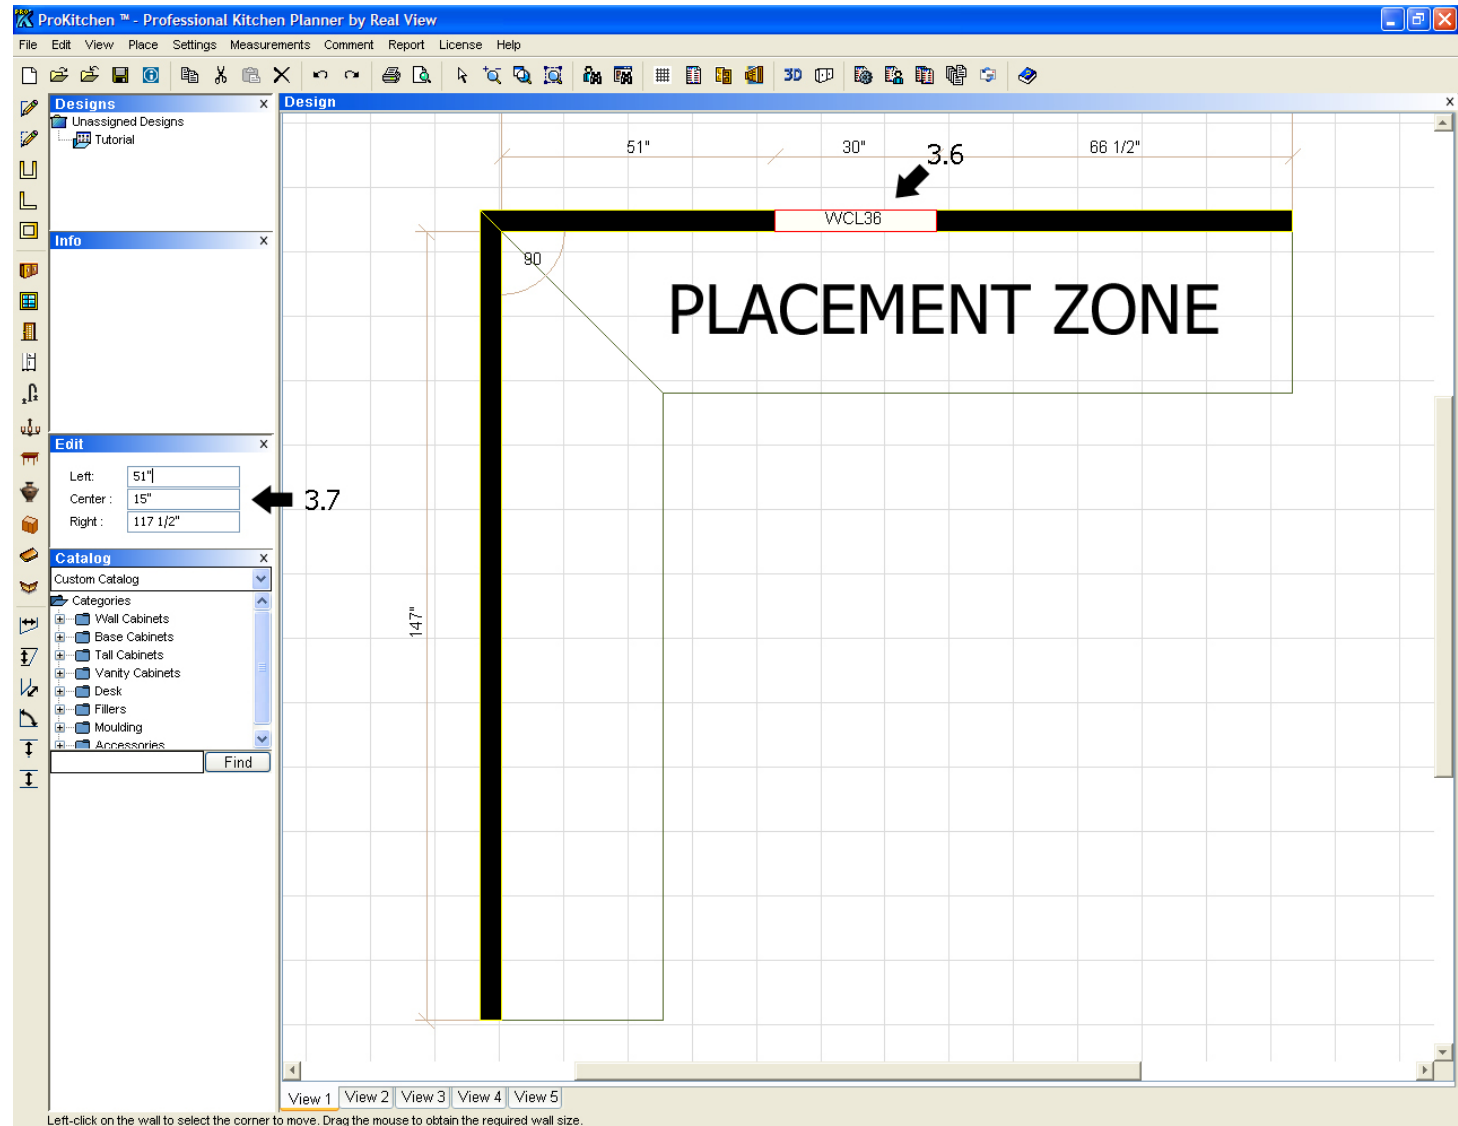 ProKitchen ™ - Professional Kitchen Planner by Real View
File Edit View Place Settings Measurements Comment Report License Help
3D
Designs x
Unassigned Designs
Tutorial
Info x
Edit x
Left: 51"
Center : 15"
Right : 117 1/2"
Catalog x
Custom Catalog
Categories
Wall Cabinets
Base Cabinets
Tall Cabinets
Vanity Cabinets
Desk
Fillers
Moulding
Accessories
Find
Design x
51" 30" 66 1/2"
3.6
WCL36
90
PLACEMENT ZONE
3.7
147"
View 1 View 2 View 3 View 4 View 5
Left-click on the wall to select the corner to move. Drag the mouse to obtain the required wall size.